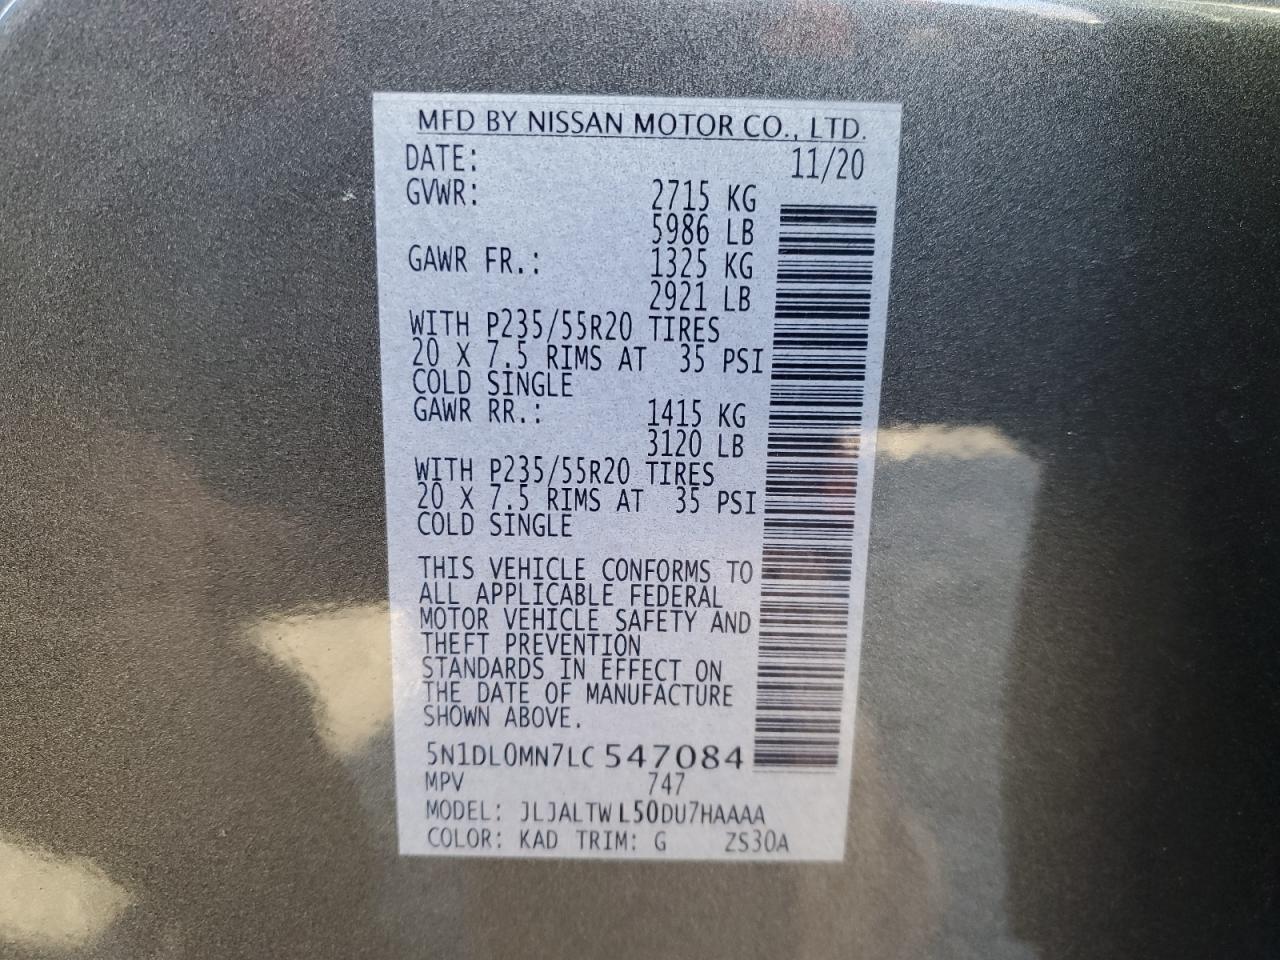 MFD BY NISSAN MOTOR CO., LTD.
DATE: 11/20
GVWR: 2715 KG
5986 LB
GAWR FR.: 1325 KG
2921 LB
WITH P235/55R20 TIRES
20 X 7.5 RIMS AT 35 PSI
COLD SINGLE
GAWR RR.: 1415 KG
3120 LB
WITH P235/55R20 TIRES
20 X 7.5 RIMS AT 35 PSI
COLD SINGLE
THIS VEHICLE CONFORMS TO
ALL APPLICABLE FEDERAL
MOTOR VEHICLE SAFETY AND
THEFT PREVENTION
STANDARDS IN EFFECT ON
THE DATE OF MANUFACTURE
SHOWN ABOVE.
5N1DL0MN7LC547084
MPV 747
MODEL: JLJALTW L50DU7HAAAA
COLOR: KAD TRIM: G ZS30A